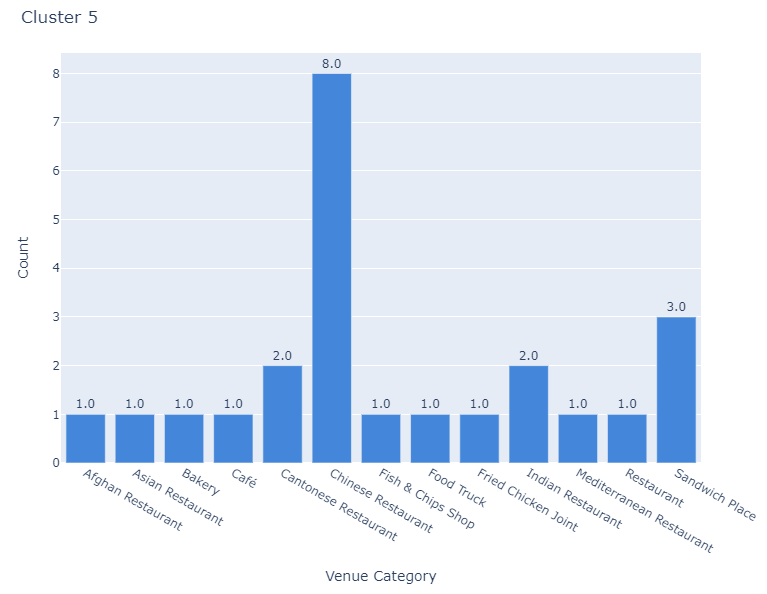 Cluster 5
Count
8
7
6
5
4
3
2
1
0
1.0
1.0
1.0
1.0
2.0
8.0
1.0
1.0
1.0
2.0
1.0
1.0
3.0
Afghan Restaurant
Asian Restaurant
Bakery
Café
Cantonese Restaurant
Chinese Restaurant
Fish & Chips Shop
Food Truck
Fried Chicken Joint
Indian Restaurant
Mediterranean Restaurant
Restaurant
Sandwich Place
Venue Category